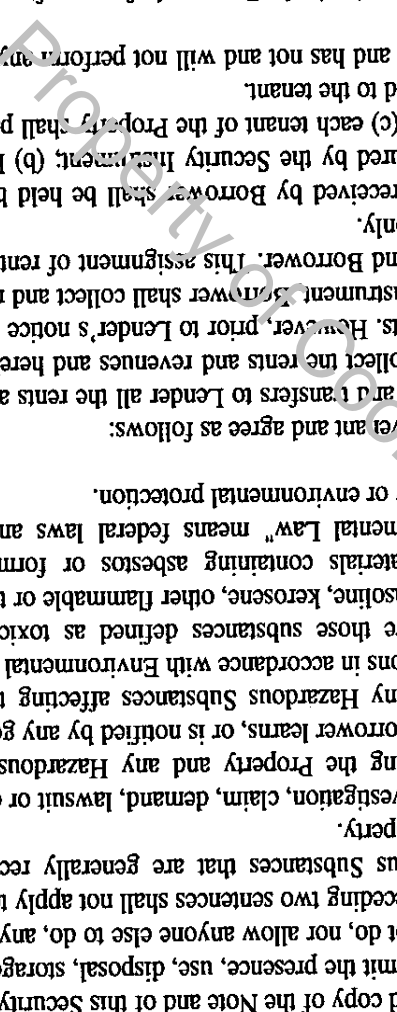 d copy of the Note and of this Security
mit the presence, use, disposal, storage
t do, nor allow anyone else to do, any
ceding two sentences shall not apply t
us Substances that are generally rec
perty.
vestigation, claim, demand, lawsuit or
ng the Property and any Hazardous
orrower learns, or is notified by any g
ny Hazardous Substances affecting t
ons in accordance with Environmental
re those substances defined as toxic
asoline, kerosene, other flammable or t
aterials containing asbestos or form
mental Law" means federal laws an
r environmental protection.
venant and agree as follows:
and transfers to Lender all the rents a
ollect the rents and revenues and here
ts. However, prior to Lender's notice
nstrument, Borrower shall collect and r
nd Borrower. This assignment of rent
only.
received by Borrower shall be held b
ured by the Security Instrument; (b) I
(c) each tenant of the Property shall p
d to the tenant.
and has not and will not perform any
Property of Coo